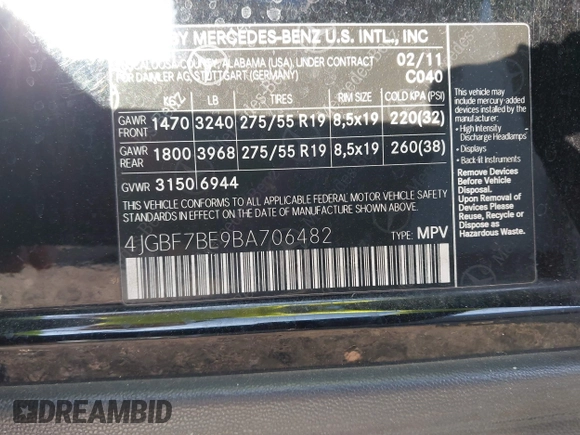 BY MERCEDES-BENZ U.S. INTL., INC
COUNTY, ALABAMA (USA), UNDER CONTRACT
FOR DAIMLER AG, STUTTGART (GERMANY)
02/11
C040
KG LB TIRES RIM SIZE COLD KPA (PSI)
GAWR FRONT 1470 3240 275/55 R19 8,5x19 220(32)
GAWR REAR 1800 3968 275/55 R19 8,5x19 260(38)
GVWR 3150 6944
THIS VEHICLE CONFORMS TO ALL APPLICABLE FEDERAL MOTOR VEHICLE SAFETY
AND THEFT PREVENTION STANDARDS IN EFFECT ON THE
DATE OF MANUFACTURE SHOWN ABOVE.
4JGBF7BE9BA706482
TYPE: MPV
This vehicle may
include mercury-added
devices installed by
the manufacturer:
• High Intensity
Discharge Headlamps
• Displays
• Back-lit Instruments
Remove Devices
Before Vehicle
Disposal.
Upon Removal of
Devices Please
Reuse, Recycle or
Dispose as
Hazardous Waste.
DREAMBID